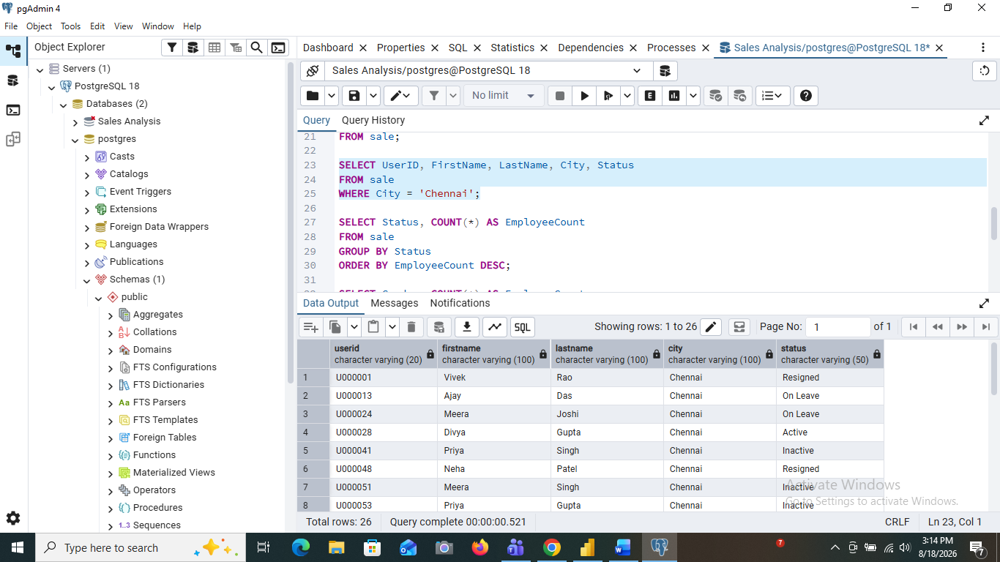 pgAdmin 4
File Object Tools Edit View Window Help
Object Explorer
Servers (1)
PostgreSQL 18
Databases (2)
Sales Analysis
postgres
Casts
Catalogs
Event Triggers
Extensions
Foreign Data Wrappers
Languages
Publications
Schemas (1)
public
Aggregates
Collations
Domains
FTS Configurations
FTS Dictionaries
Aa FTS Parsers
FTS Templates
Foreign Tables
Functions
Materialized Views
Operators
Procedures
1..3 Sequences
Dashboard Properties SQL Statistics Dependencies Processes Sales Analysis/postgres@PostgreSQL 18*
Sales Analysis/postgres@PostgreSQL 18
No limit E
Query Query History
21 FROM sale;
22
23 SELECT UserID, FirstName, LastName, City, Status
24 FROM sale
25 WHERE City = 'Chennai';
26
27 SELECT Status, COUNT(*) AS EmployeeCount
28 FROM sale
29 GROUP BY Status
30 ORDER BY EmployeeCount DESC;
31
Data Output Messages Notifications
SQL Showing rows: 1 to 26 Page No: 1 of 1
userid firstname lastname city status
character varying (20) character varying (100) character varying (100) character varying (100) character varying (50)
1 U000001 Vivek Rao Chennai Resigned
2 U000013 Ajay Das Chennai On Leave
3 U000024 Meera Joshi Chennai On Leave
4 U000028 Divya Gupta Chennai Active
5 U000041 Priya Singh Chennai Inactive
6 U000048 Neha Patel Chennai Resigned
7 U000051 Meera Singh Chennai Inactive
8 U000053 Priya Gupta Chennai Inactive
Activate Windows
Go to Settings to activate Windows.
Total rows: 26 Query complete 00:00:00.521 CRLF Ln 23, Col 1
Type here to search
7
3:14 PM
8/18/2026
7